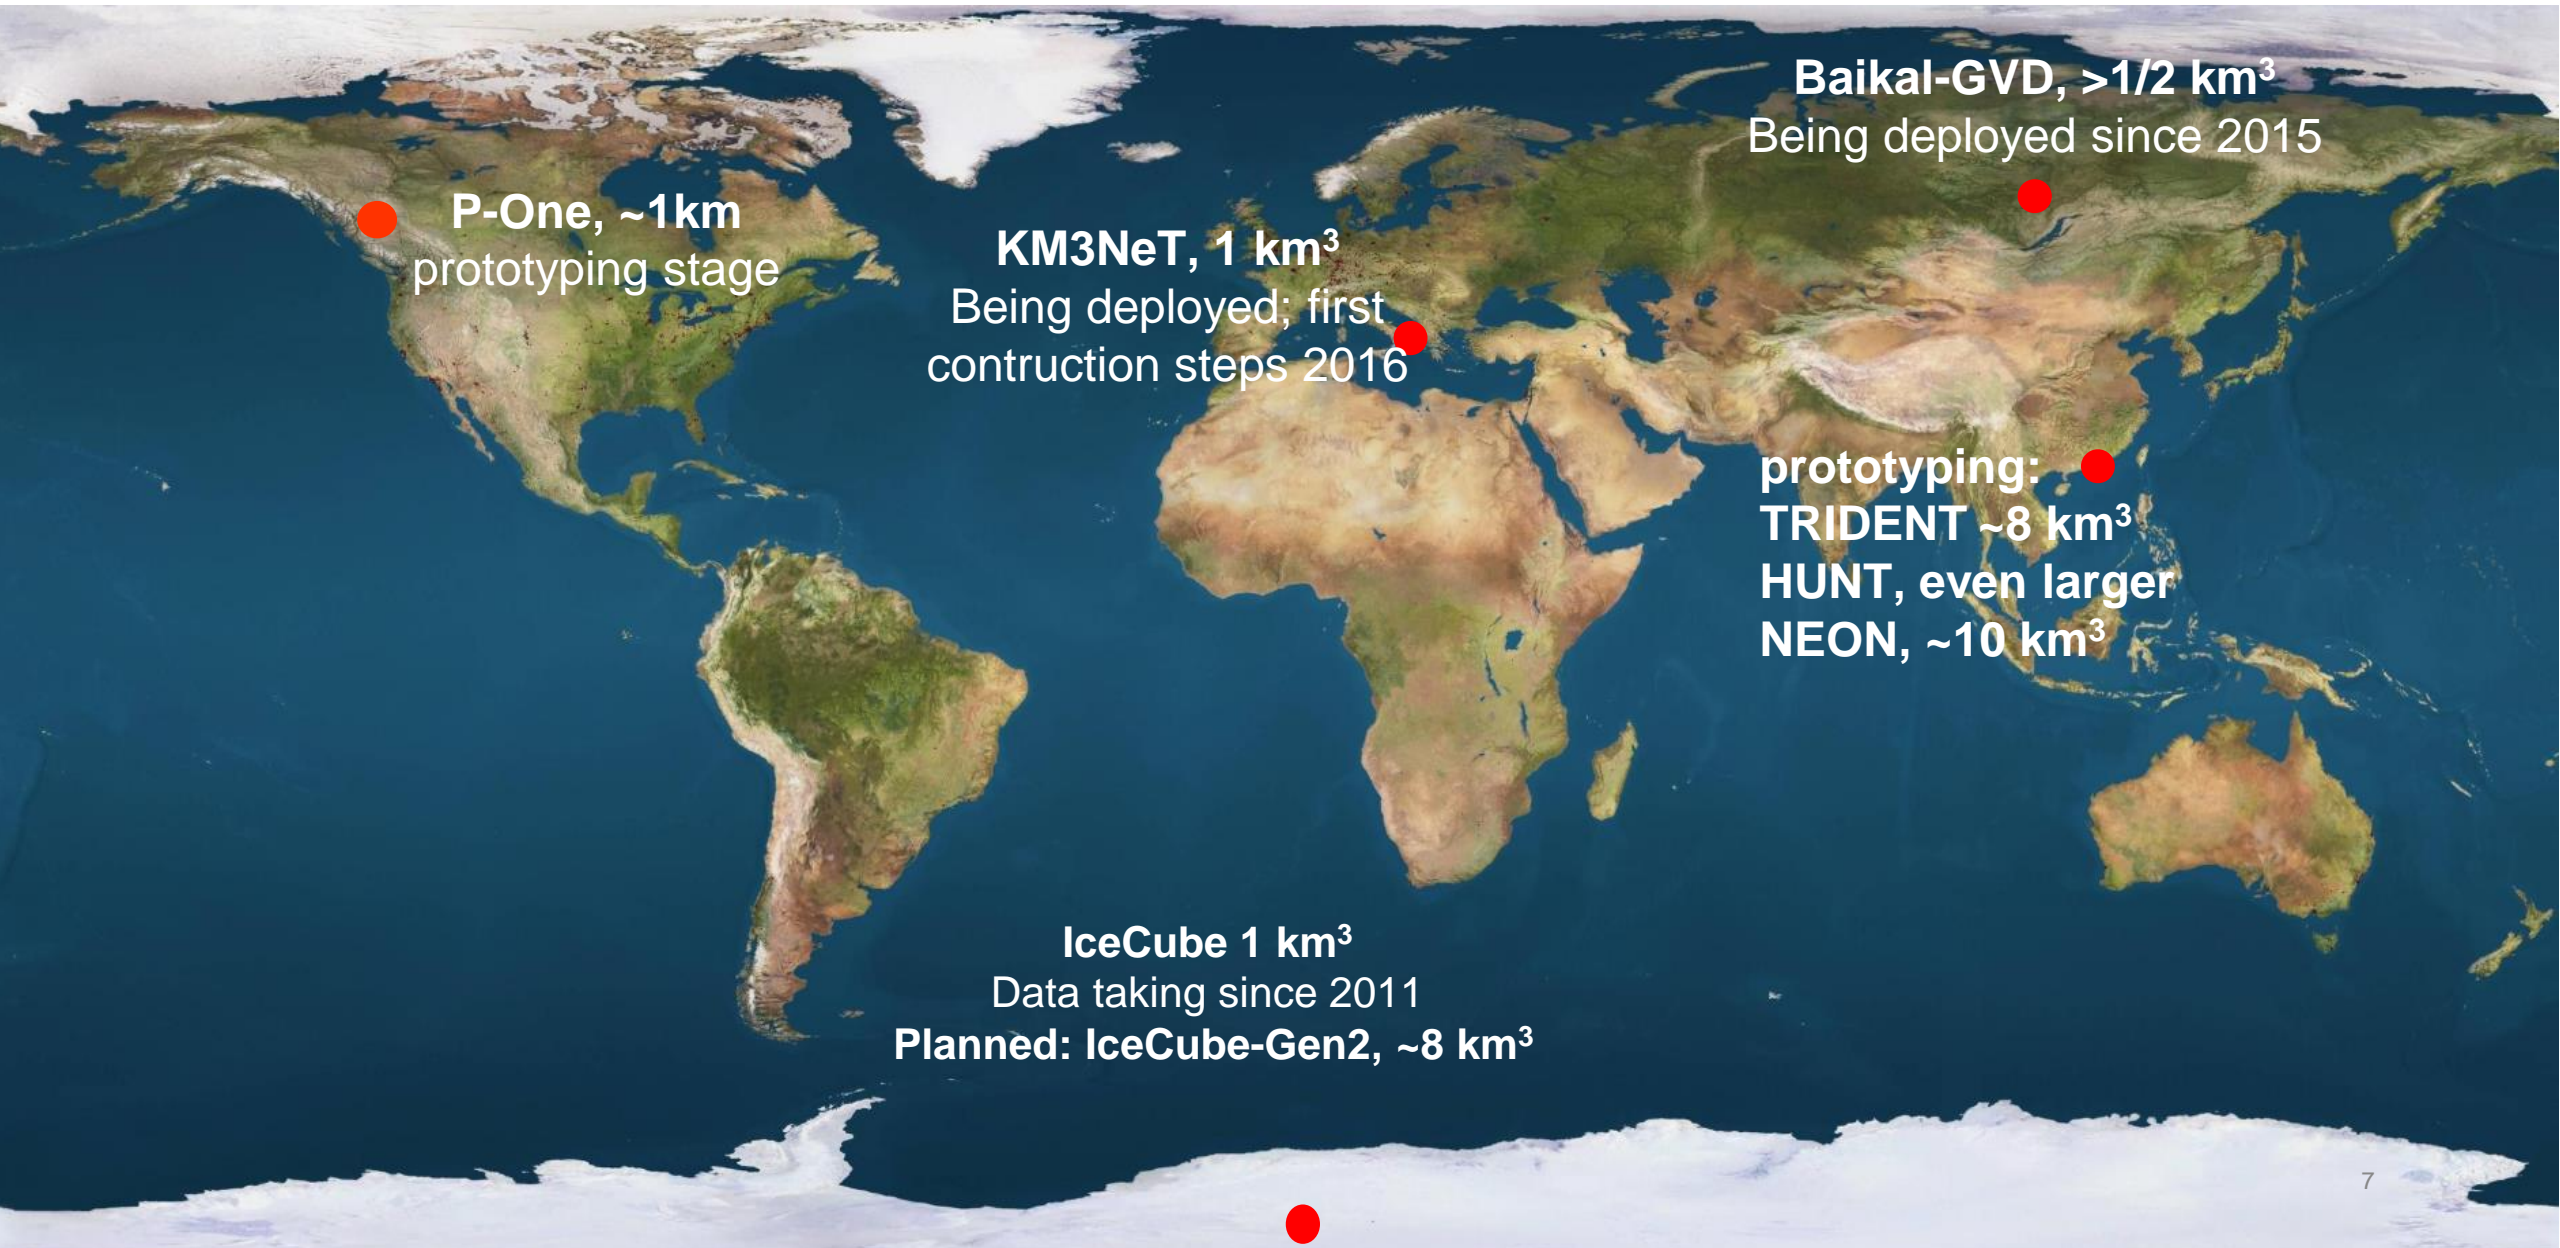 Baikal-GVD, >1/2 km³
Being deployed since 2015
P-One, ~1km
prototyping stage
KM3NeT, 1 km³
Being deployed; first
contruction steps 2016
prototyping:
TRIDENT ~8 km³
HUNT, even larger
NEON, ~10 km³
IceCube 1 km³
Data taking since 2011
Planned: IceCube-Gen2, ~8 km³
7